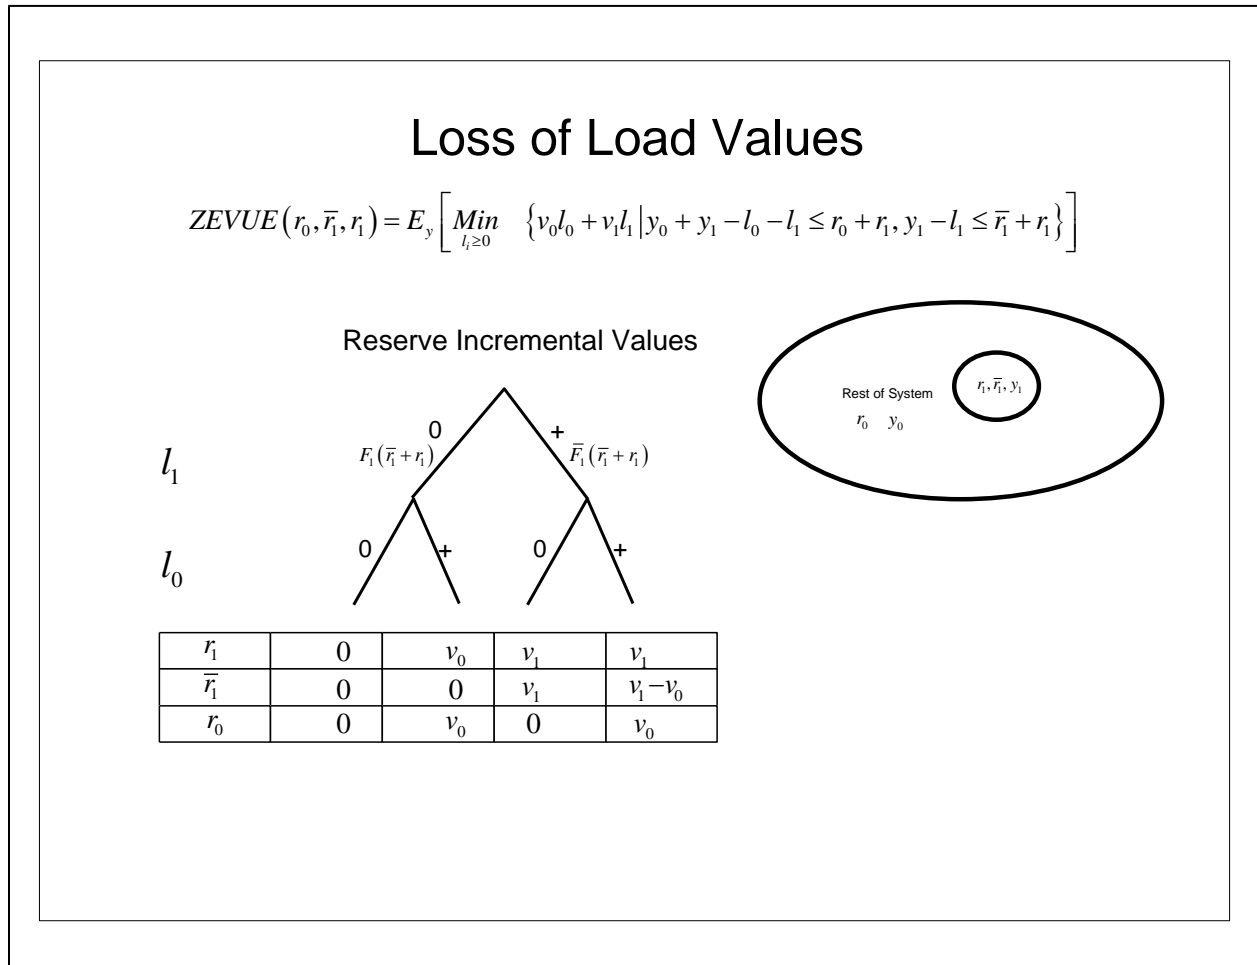 Loss of Load Values
ZEVUE(r₀, r̅₁, r₁) = E_y [ Min_{l_i≥0} {v₀l₀ + v₁l₁ | y₀ + y₁ − l₀ − l₁ ≤ r₀ + r₁, y₁ − l₁ ≤ r̅₁ + r₁} ]
Reserve Incremental Values
r₁, r̅₁, y₁
Rest of System
r₀ y₀
0 +
l₁ F₁(r̅₁ + r₁) F̅₁(r̅₁ + r₁)
l₀ 0 + 0 +
r₁ 0 v₀ v₁ v₁
r̅₁ 0 0 v₁ v₁−v₀
r₀ 0 v₀ 0 v₀